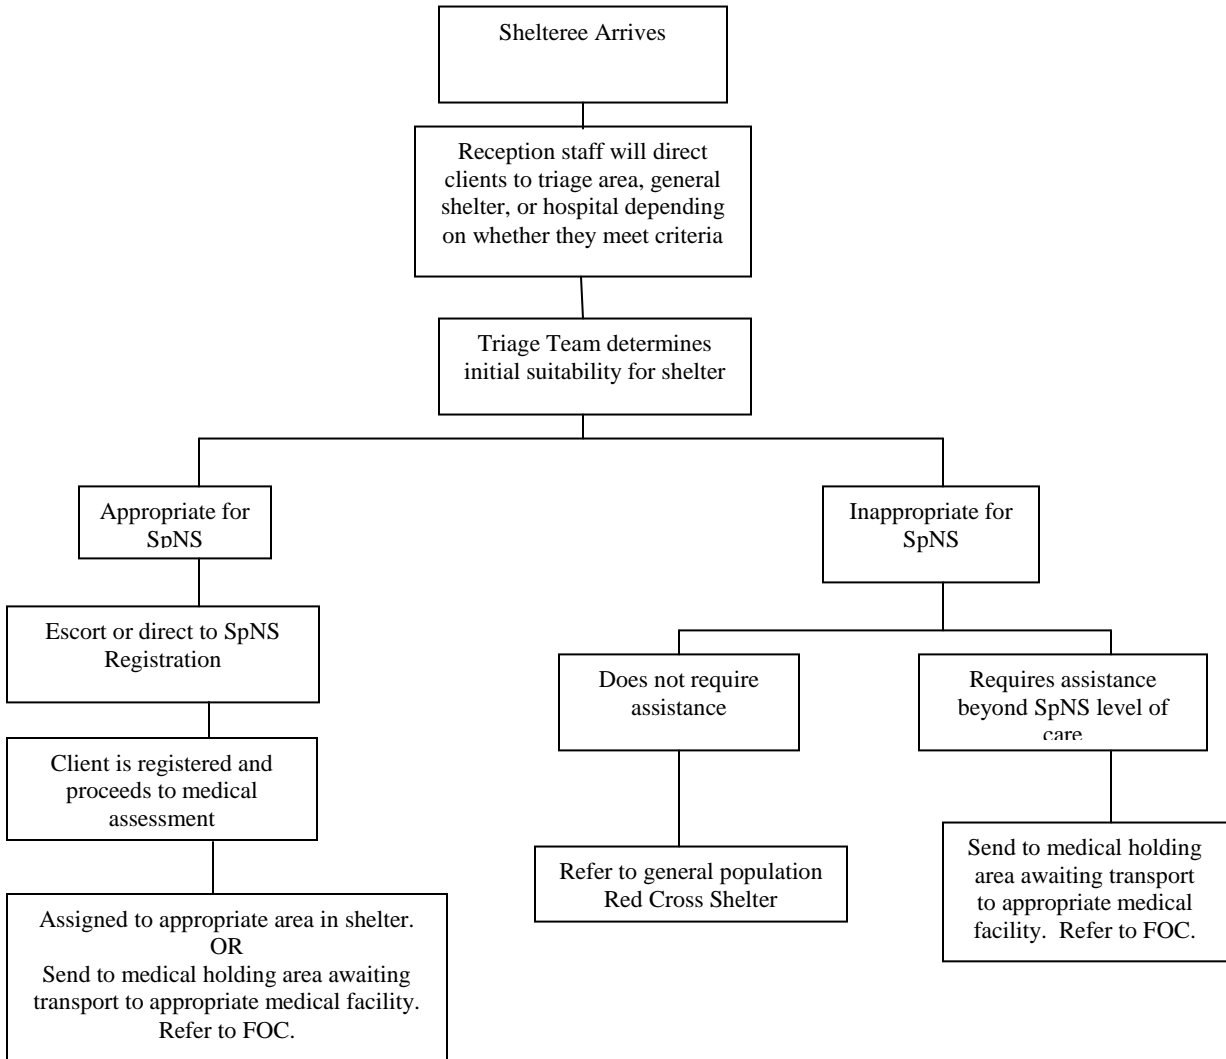 Shelteree Arrives
Reception staff will direct
clients to triage area, general
shelter, or hospital depending
on whether they meet criteria
Triage Team determines
initial suitability for shelter
Appropriate for
SpNS
Inappropriate for
SpNS
Escort or direct to SpNS
Registration
Does not require
assistance
Requires assistance
beyond SpNS level of
care
Client is registered and
proceeds to medical
assessment
Refer to general population
Red Cross Shelter
Send to medical holding
area awaiting transport
to appropriate medical
facility.  Refer to FOC.
Assigned to appropriate area in shelter.
OR
Send to medical holding area awaiting
transport to appropriate medical facility.
Refer to FOC.